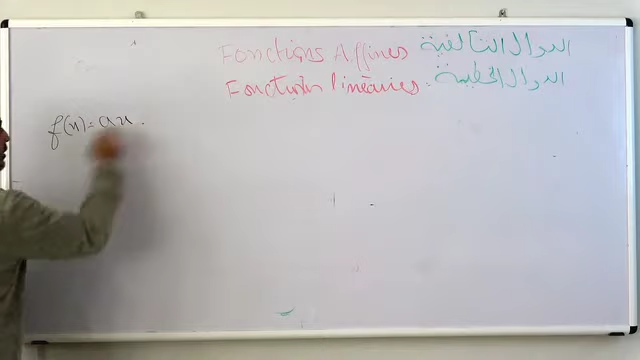 Fonctions Affines الدوال التآلفية
Fonctions linéaires. الدوال الخطية
f(x) = ax